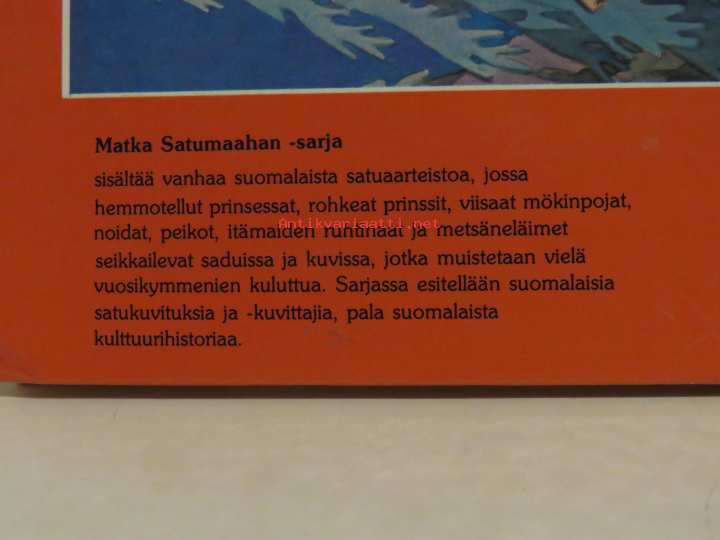 Matka Satumaahan -sarja
sisältää vanhaa suomalaista satuaarteistoa, jossa
hemmotellut prinsessat, rohkeat prinssit, viisaat mökinpojat,
Antikvariaatti.net
noidat, peikot, itämaiden ruhtinaat ja metsäneläimet
seikkailevat saduissa ja kuvissa, jotka muistetaan vielä
vuosikymmenien kuluttua. Sarjassa esitellään suomalaisia
satukuvituksia ja -kuvittajia, pala suomalaista
kulttuurihistoriaa.